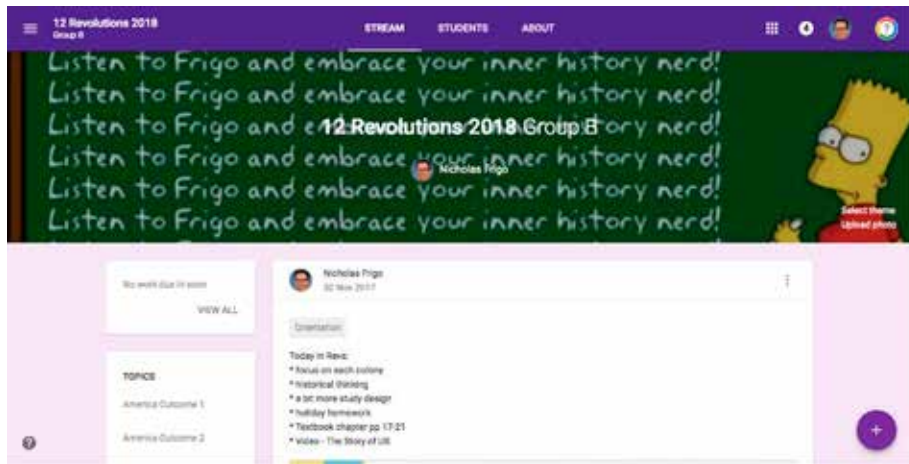 12 Revolutions 2018
Group B
STREAM STUDENTS ABOUT
4
Listen to Frigo and embrace your inner history nerd!
Listen to Frigo and embrace your inner history nerd!
Listen to Frigo and embrace your inner history nerd!
12 Revolutions 2018 Group B
Listen to Frigo and embrace your inner history nerd!
Nicholas Frigo
Listen to Frigo and embrace your inner history nerd!
Listen to Frigo and embrace your inner history nerd!
Select theme
Upload photo
No work due in soon
VIEW ALL
TOPICS
America Outcome 1
America Outcome 2
Nicholas Frigo
02 Nov 2017
Orientation
Today in Revs:
* focus on each colony
* historical thinking
* a bit more study design
* holiday homework
* Textbook chapter pp 17-21
* Video - The Story of US